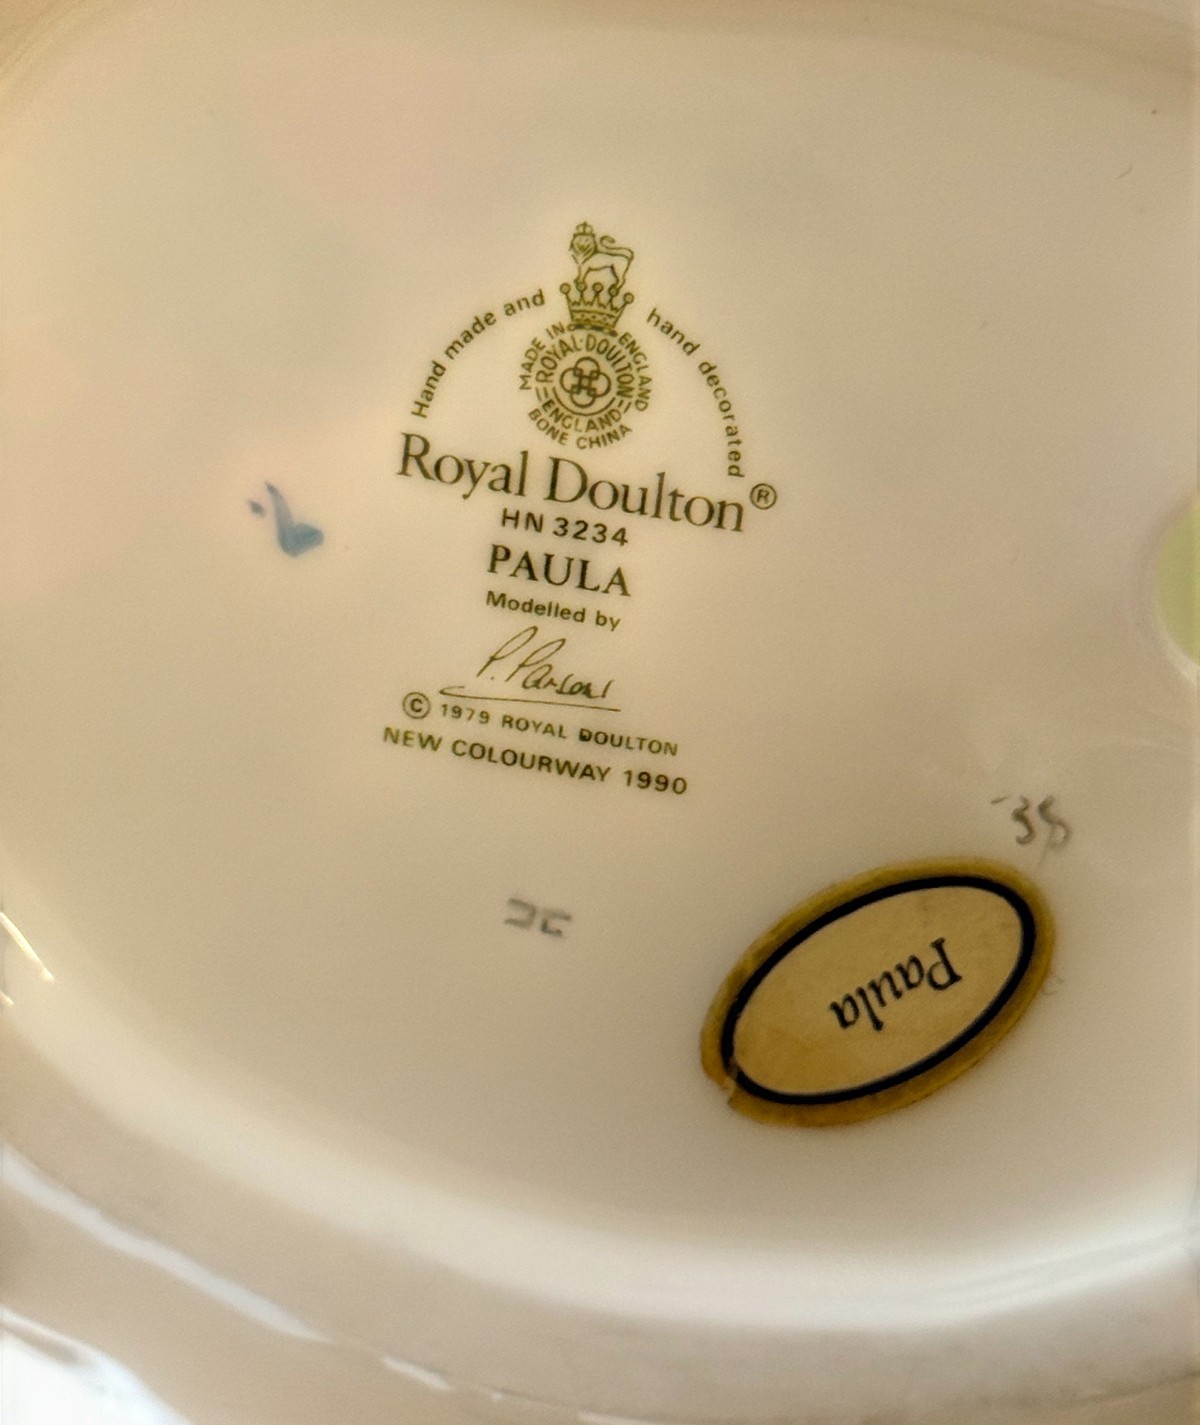 Hand made and hand decorated
MADE IN ENGLAND
ROYAL·DOULTON
ENGLAND
BONE CHINA
Royal Doulton®
HN 3234
PAULA
Modelled by
P. Parsons
© 1979 ROYAL DOULTON
NEW COLOURWAY 1990
Paula